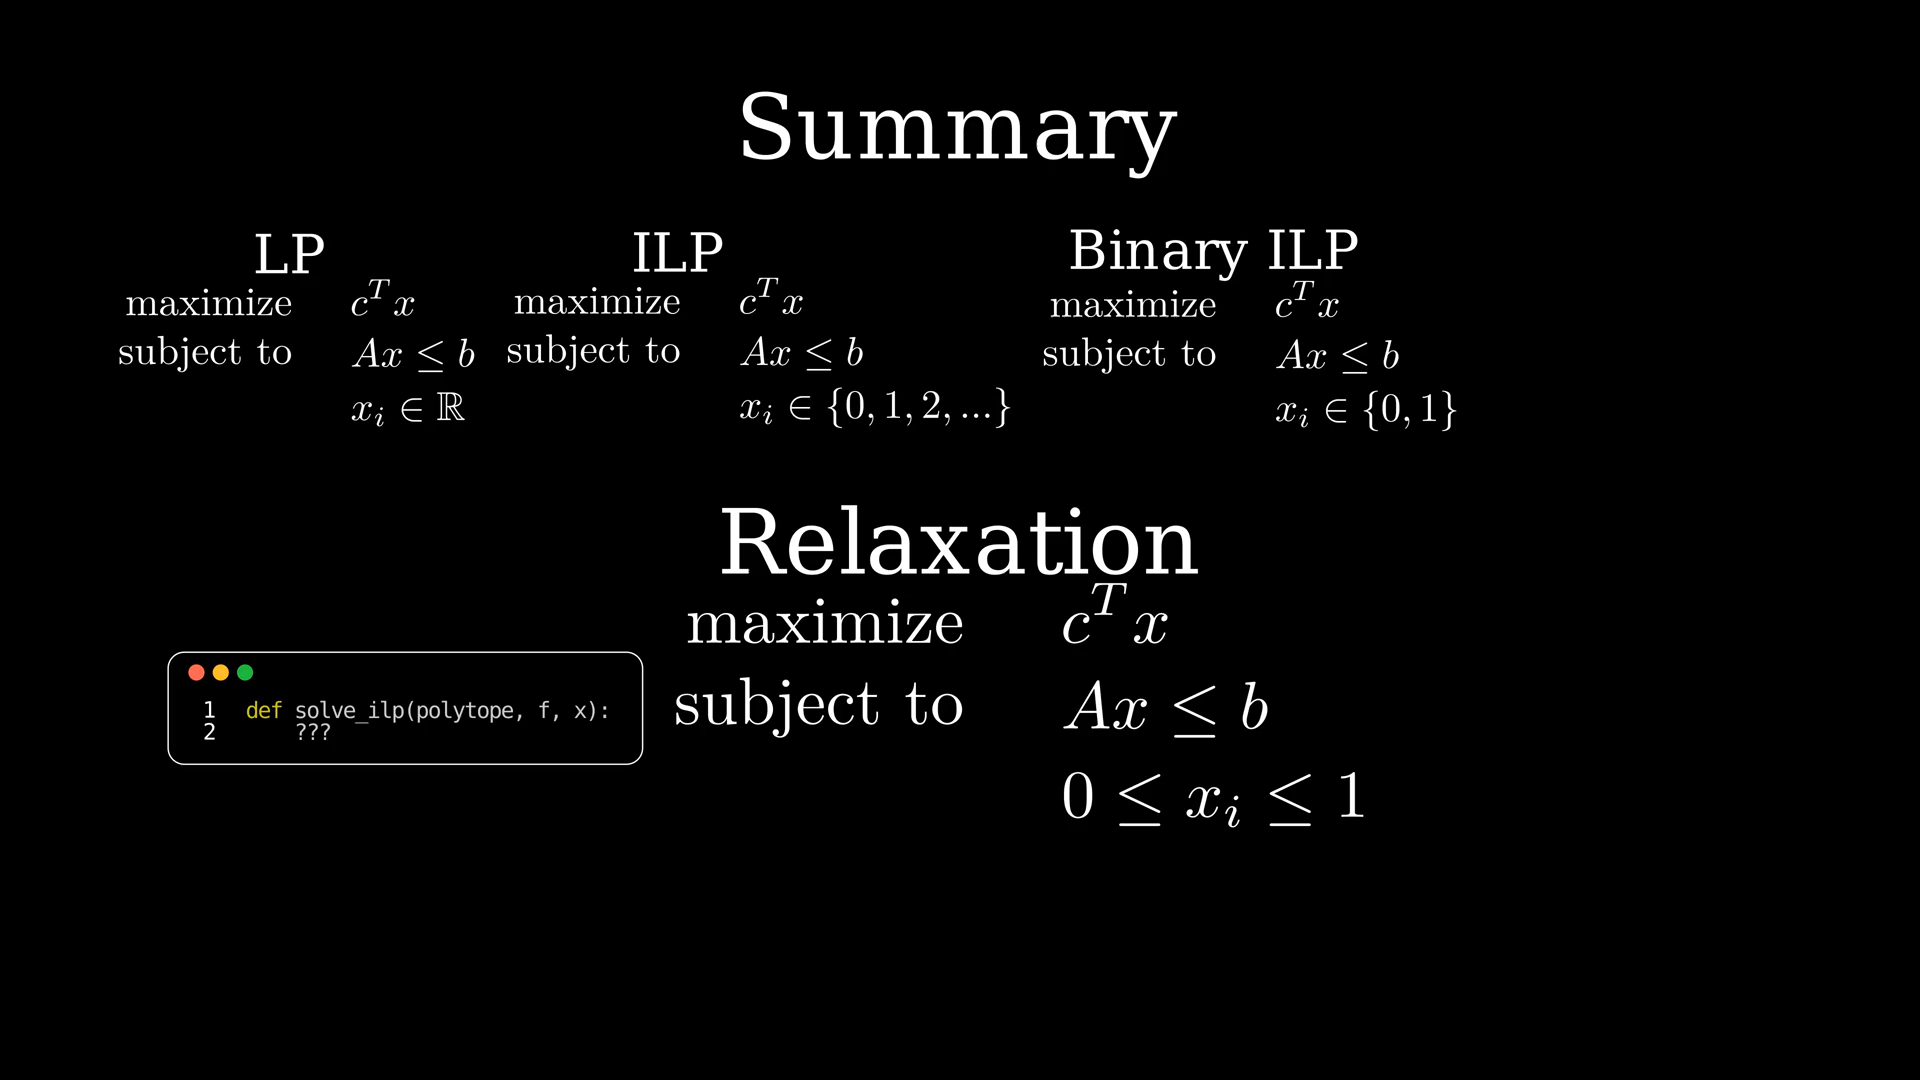 Summary
LP
maximize c^T x
subject to Ax ≤ b
x_i ∈ ℝ
ILP
maximize c^T x
subject to Ax ≤ b
x_i ∈ {0, 1, 2, ...}
Binary ILP
maximize c^T x
subject to Ax ≤ b
x_i ∈ {0, 1}
Relaxation
maximize c^T x
subject to Ax ≤ b
0 ≤ x_i ≤ 1
1 def solve_ilp(polytope, f, x):
2 ???